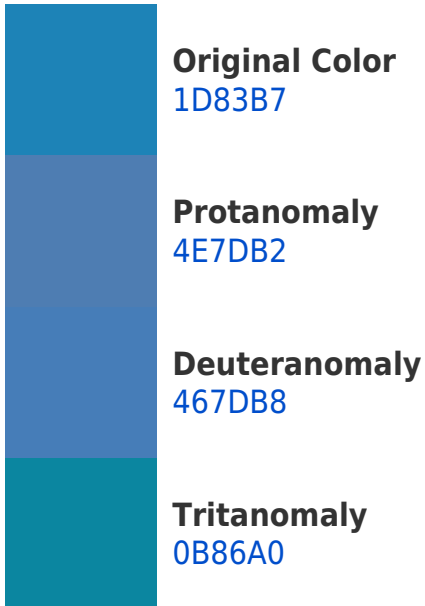 Original Color
1D83B7
Protanomaly
4E7DB2
Deuteranomaly
467DB8
Tritanomaly
0B86A0